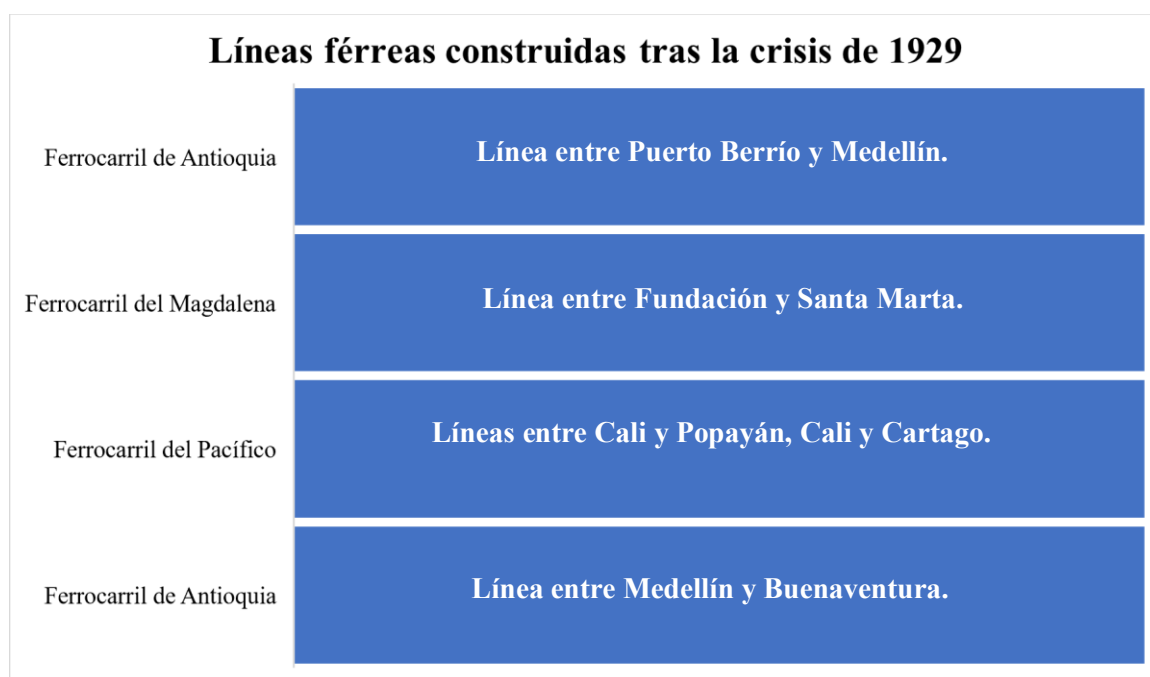 Líneas férreas construidas tras la crisis de 1929
Ferrocarril de Antioquia
Línea entre Puerto Berrío y Medellín.
Ferrocarril del Magdalena
Línea entre Fundación y Santa Marta.
Ferrocarril del Pacífico
Líneas entre Cali y Popayán, Cali y Cartago.
Ferrocarril de Antioquia
Línea entre Medellín y Buenaventura.